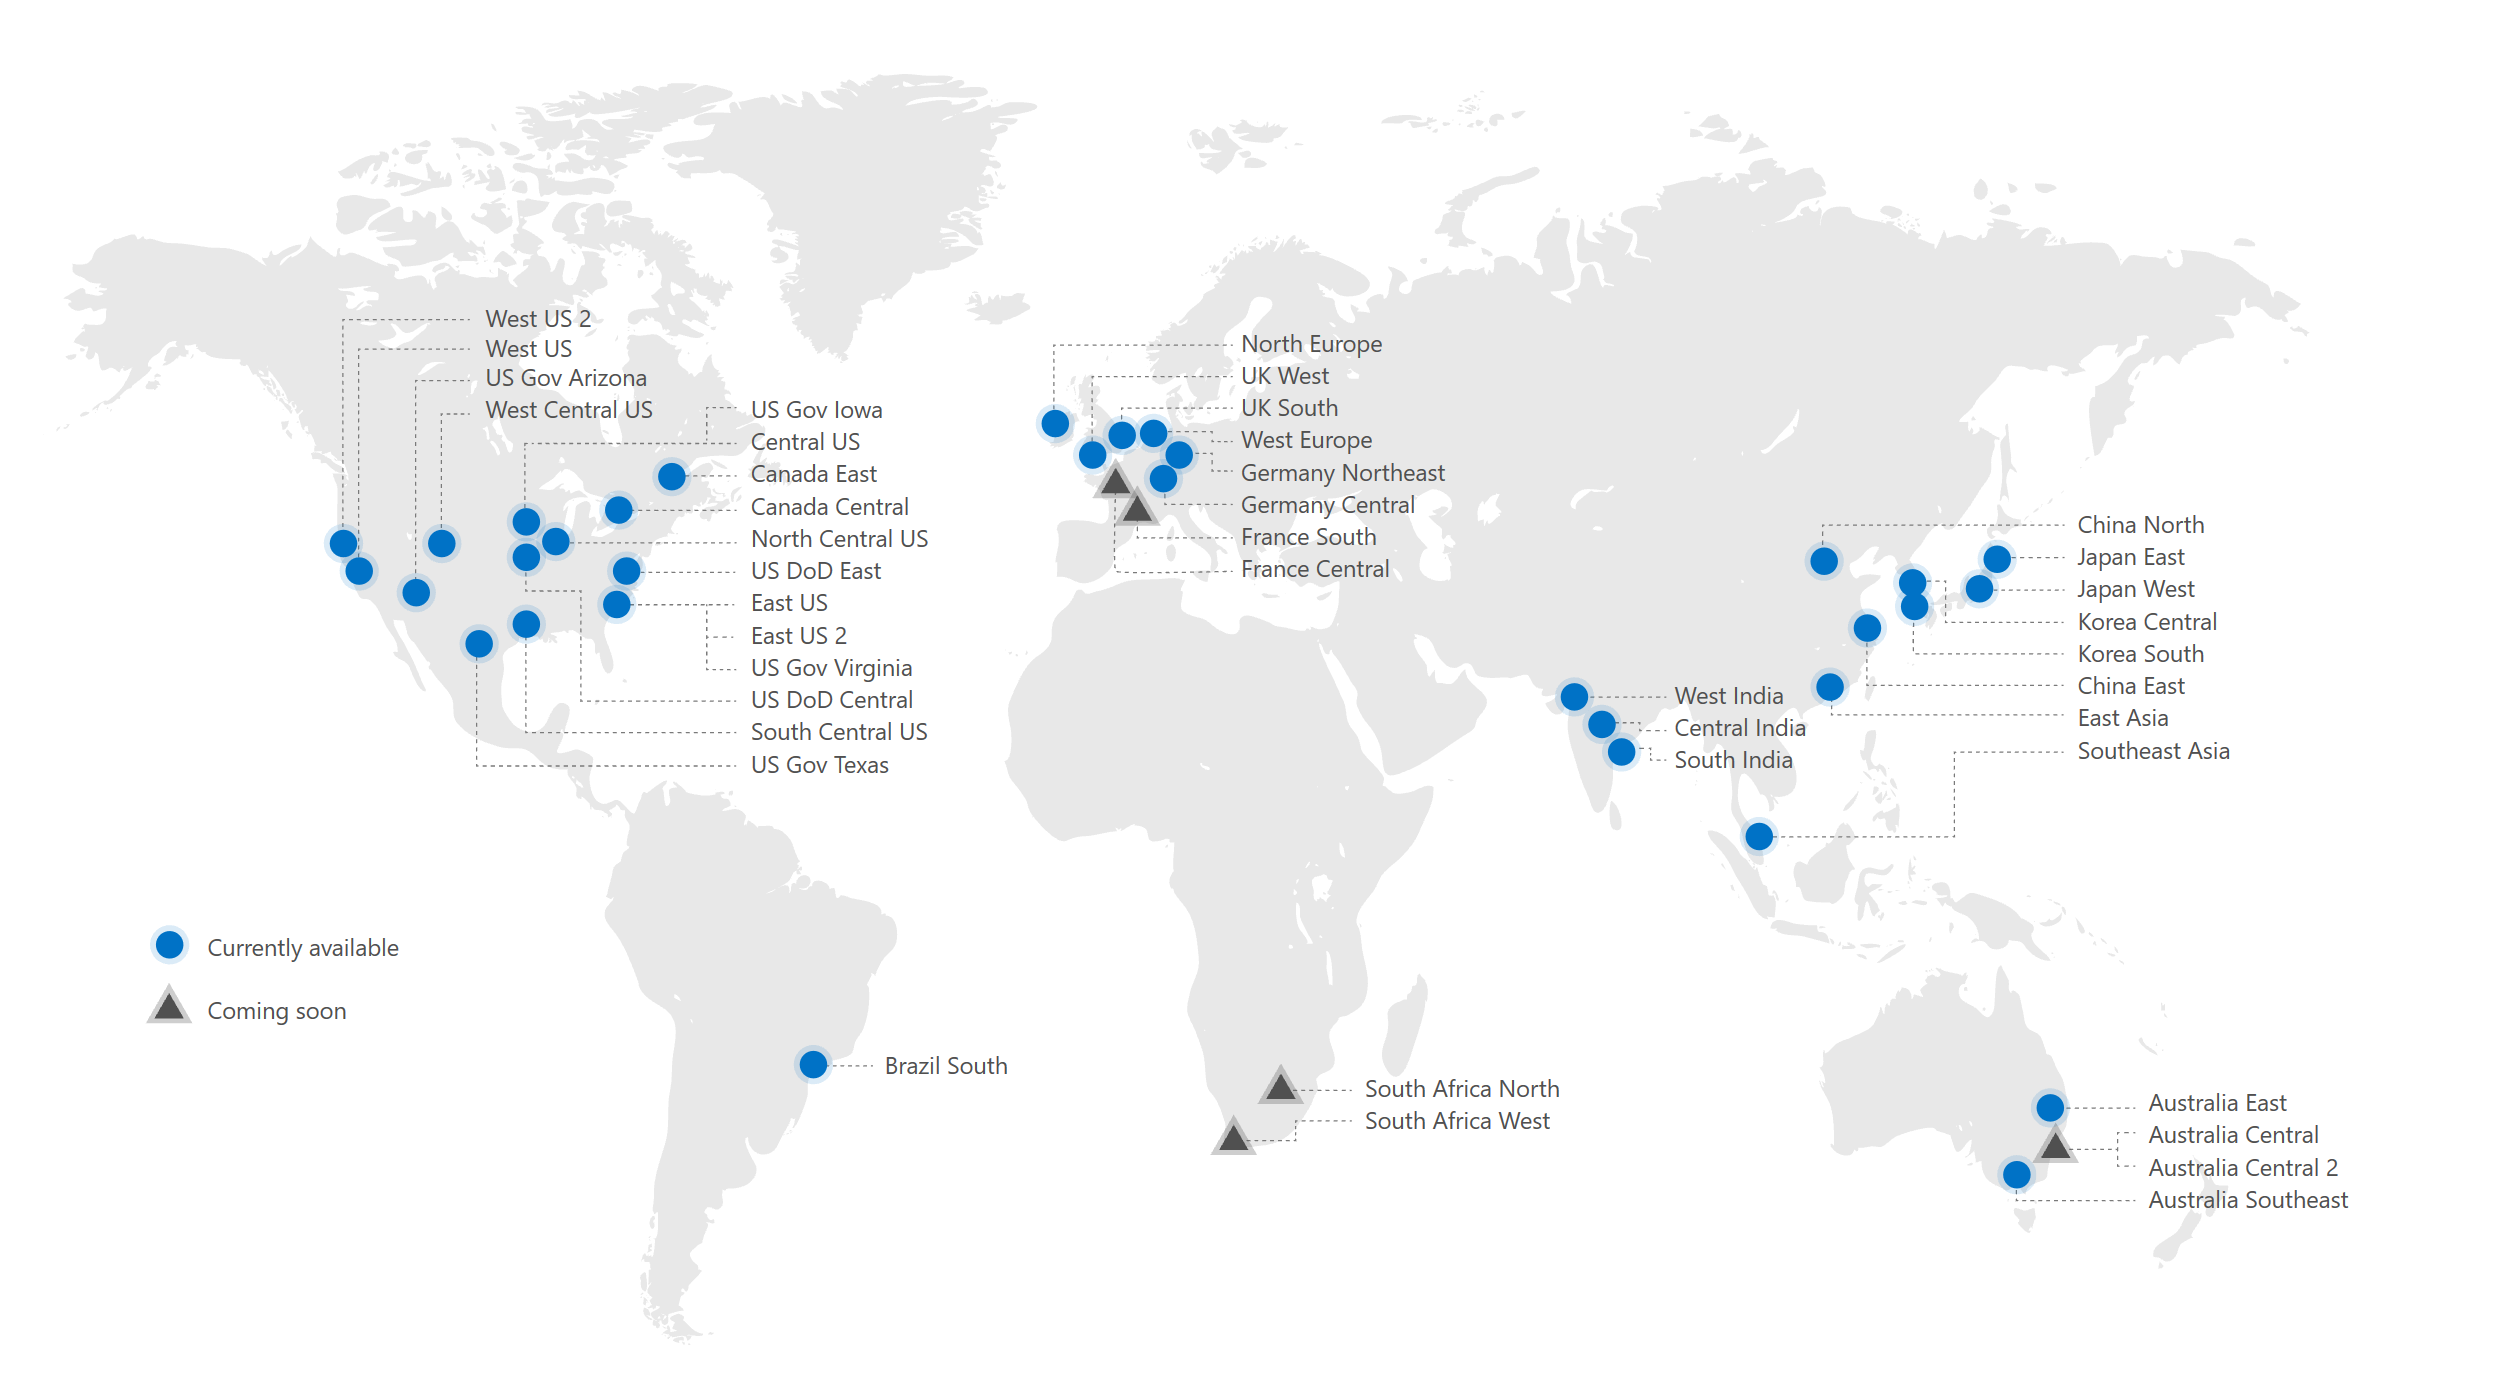 West US 2
West US
US Gov Arizona
West Central US
US Gov Iowa
Central US
Canada East
Canada Central
North Central US
US DoD East
East US
East US 2
US Gov Virginia
US DoD Central
South Central US
US Gov Texas
North Europe
UK West
UK South
West Europe
Germany Northeast
Germany Central
France South
France Central
China North
Japan East
Japan West
Korea Central
Korea South
China East
East Asia
Southeast Asia
West India
Central India
South India
Currently available
Coming soon
Brazil South
South Africa North
South Africa West
Australia East
Australia Central
Australia Central 2
Australia Southeast